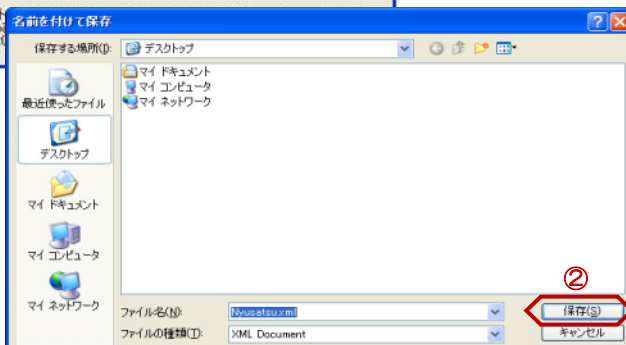 名前を付けて保存
保存する場所(I): デスクトップ
マイ ドキュメント
マイ コンピュータ
マイ ネットワーク
最近使ったファイル
デスクトップ
マイ ドキュメント
マイ コンピュータ
マイ ネットワーク
②
ファイル名(N): Nyusatsu.xml 保存(S)
ファイルの種類(T): XML Document キャンセル